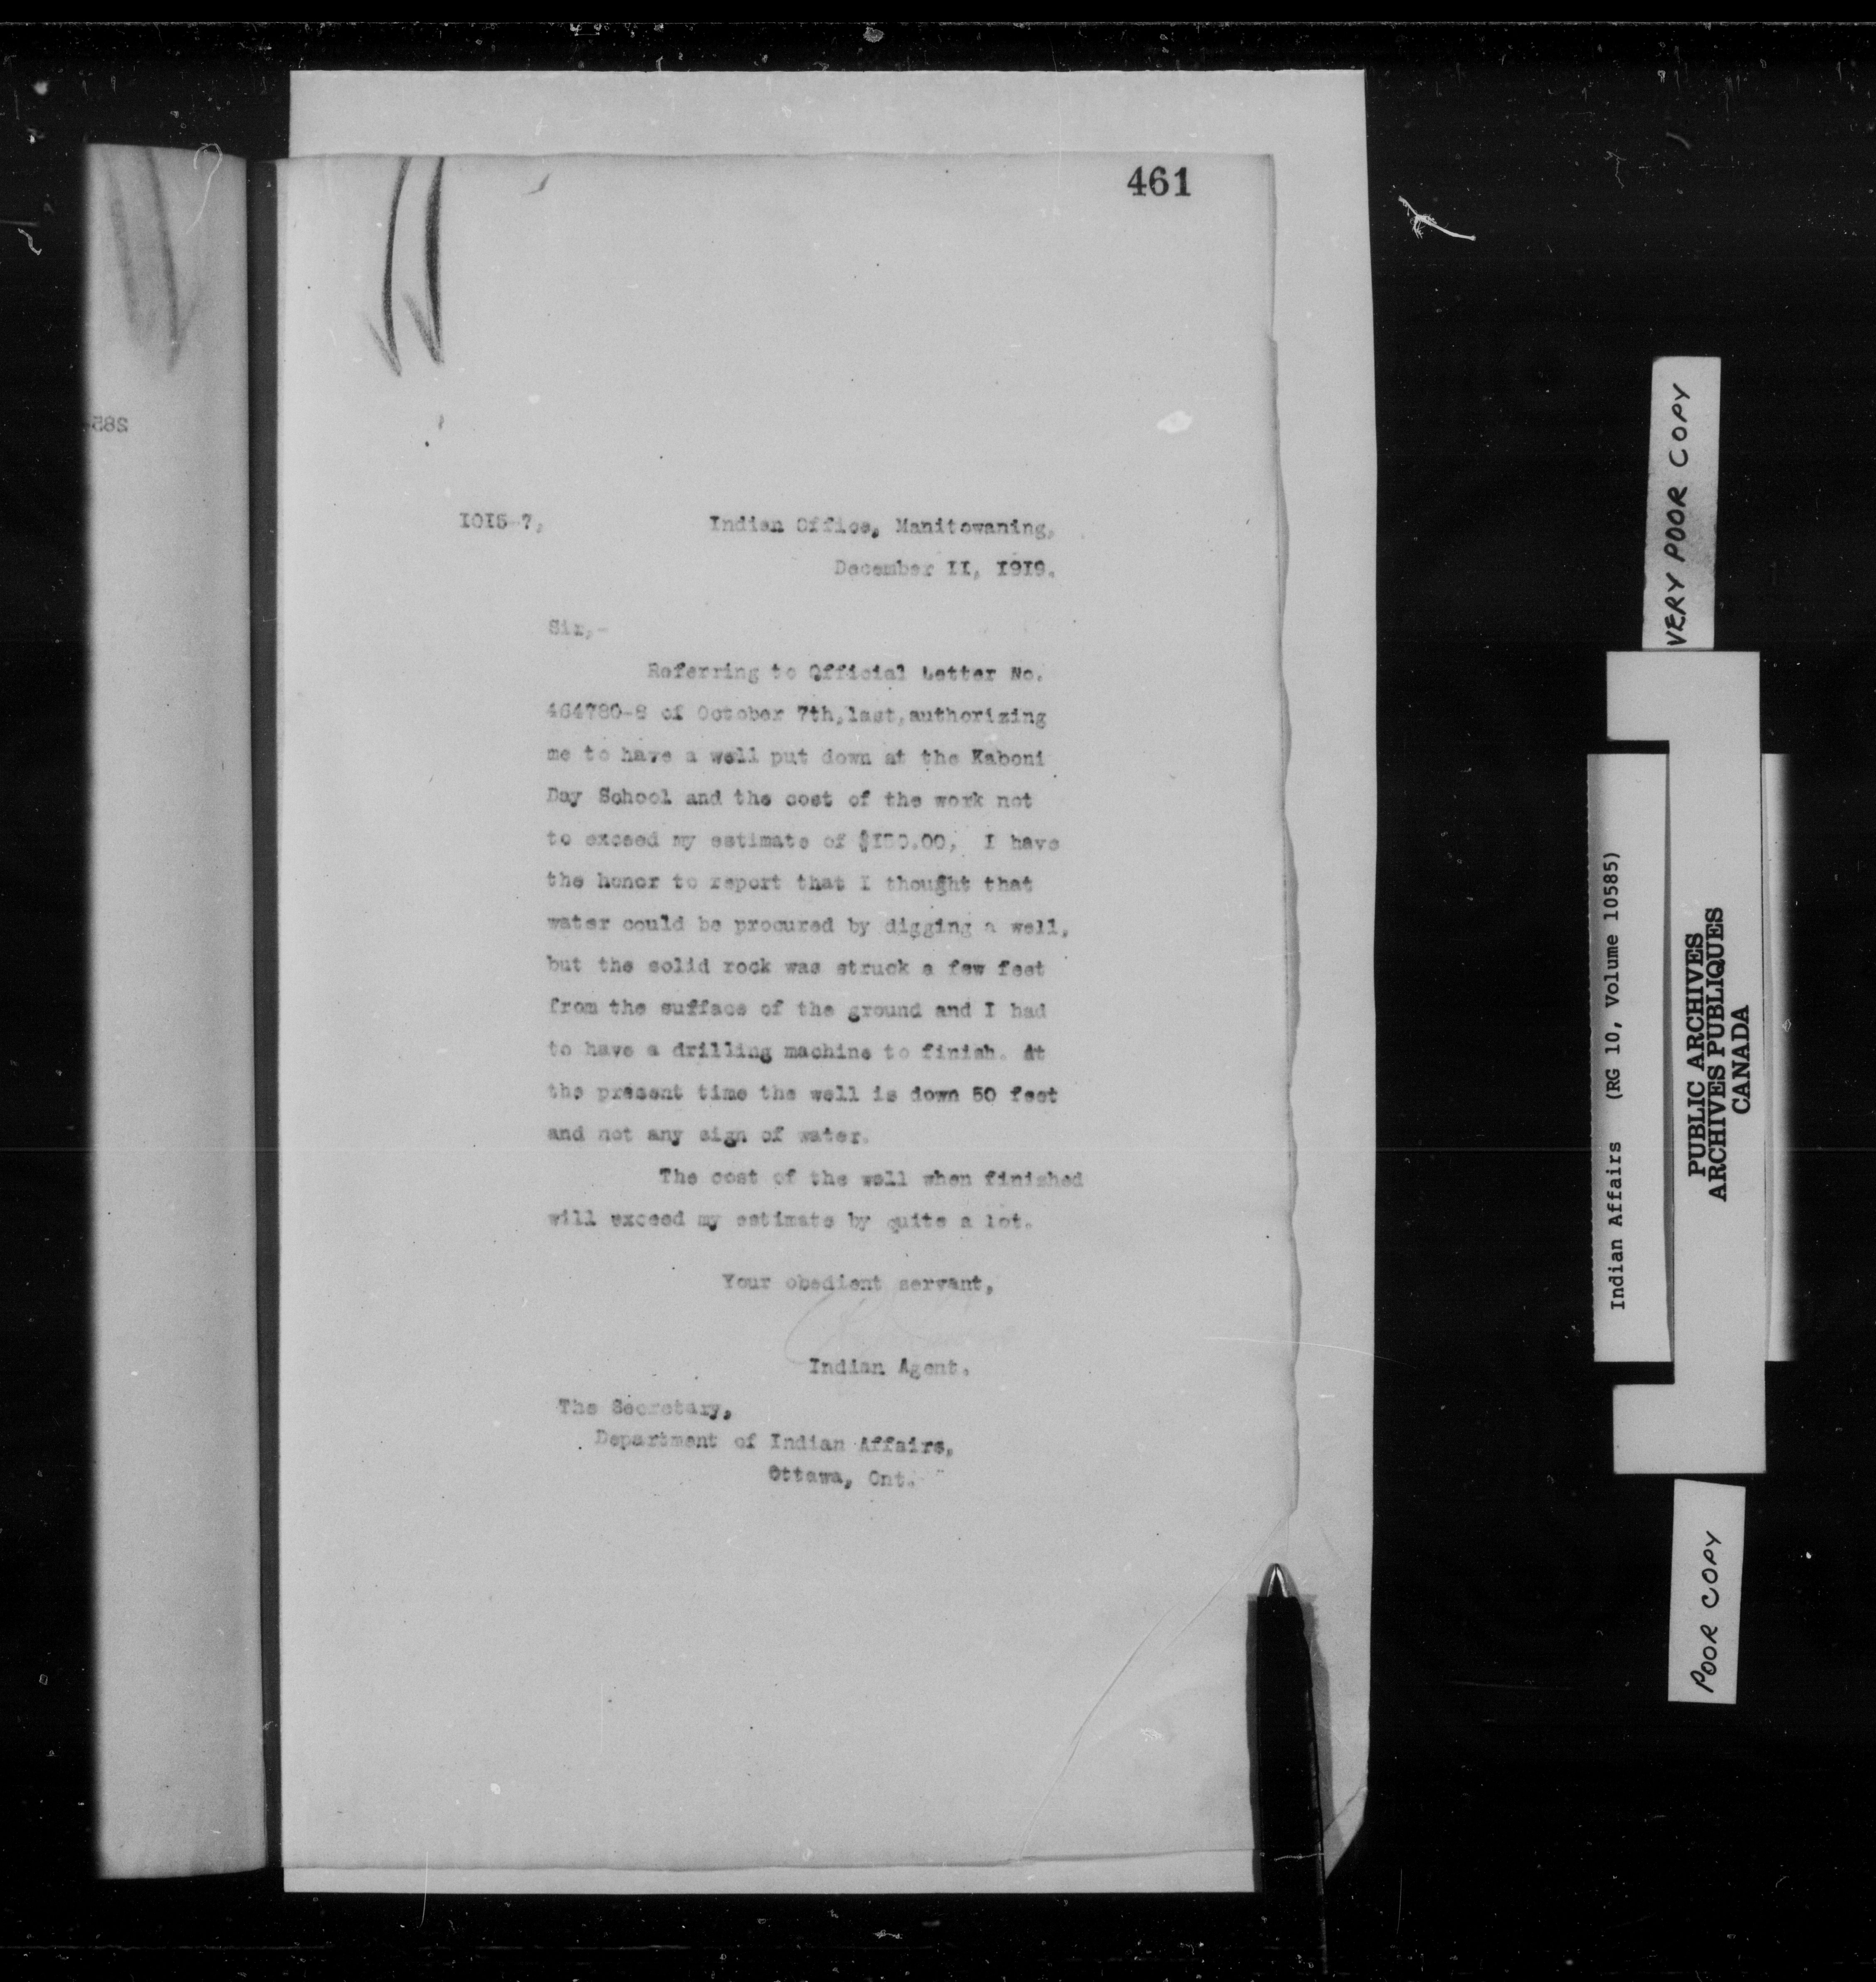 461
1015-7,
Indian Office, Manitowaning,
December II, 1919.
Sir,-
Referring to Official Letter No.
464780-8 of October 7th,last,authorizing
me to have a well put down at the Kaboni
Day School and the cost of the work not
to exceed my estimate of $150.00, I have
the honor to report that I thought that
water could be procured by digging a well,
but the solid rock was struck a few feet
from the sufface of the ground and I had
to have a drilling machine to finish. At
the present time the well is down 50 feet
and not any sign of water.
The cost of the well when finished
will exceed my estimate by quite a lot.
Your obedient servant,
Indian Agent.
The Secretary,
Department of Indian Affairs,
Ottawa, Ont.
VERY POOR COPY
Indian Affairs (RG 10, Volume 10585)
PUBLIC ARCHIVES
ARCHIVES PUBLIQUES
CANADA
POOR COPY